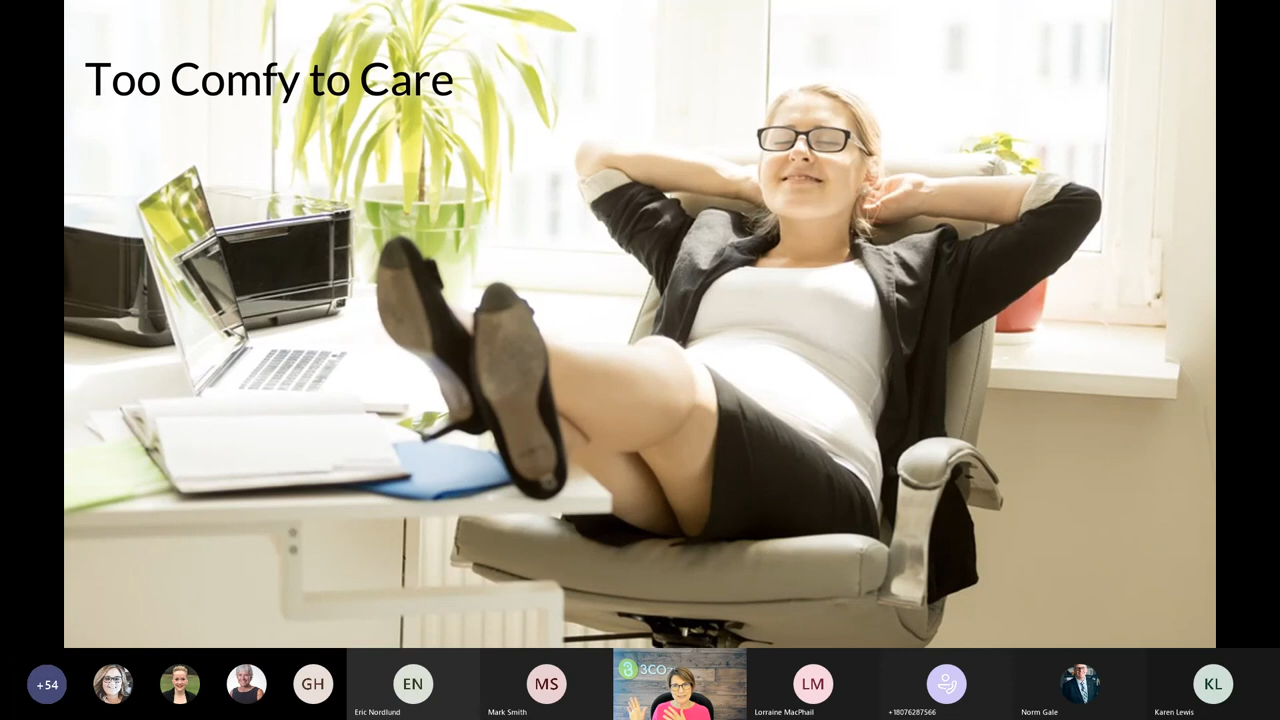 Too Comfy to Care
+54
GH
EN
Eric Nordlund
MS
Mark Smith
3CO
LM
Lorraine MacPhail
+18076287566
Norm Gale
KL
Karen Lewis